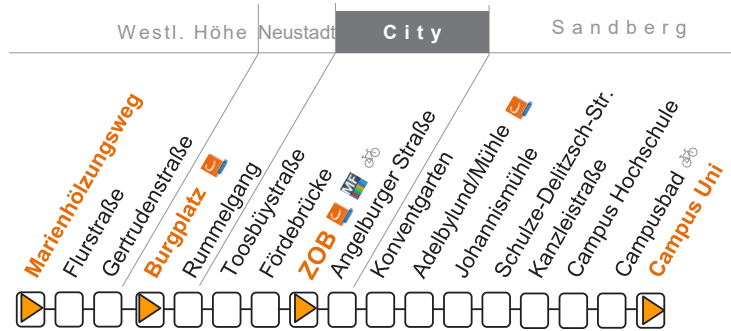 Westl. Höhe Neustadt City Sandberg
Marienhölzungsweg
Flurstraße
Gertrudenstraße
Burgplatz
Rummelgang
Toosbüystraße
Fördebrücke
ZOB MF
Angelburger Straße
Konventgarten
Adelbylund/Mühle
Johannismühle
Schulze-Delitzsch-Str.
Kanzleistraße
Campus Hochschule
Campusbad
Campus Uni